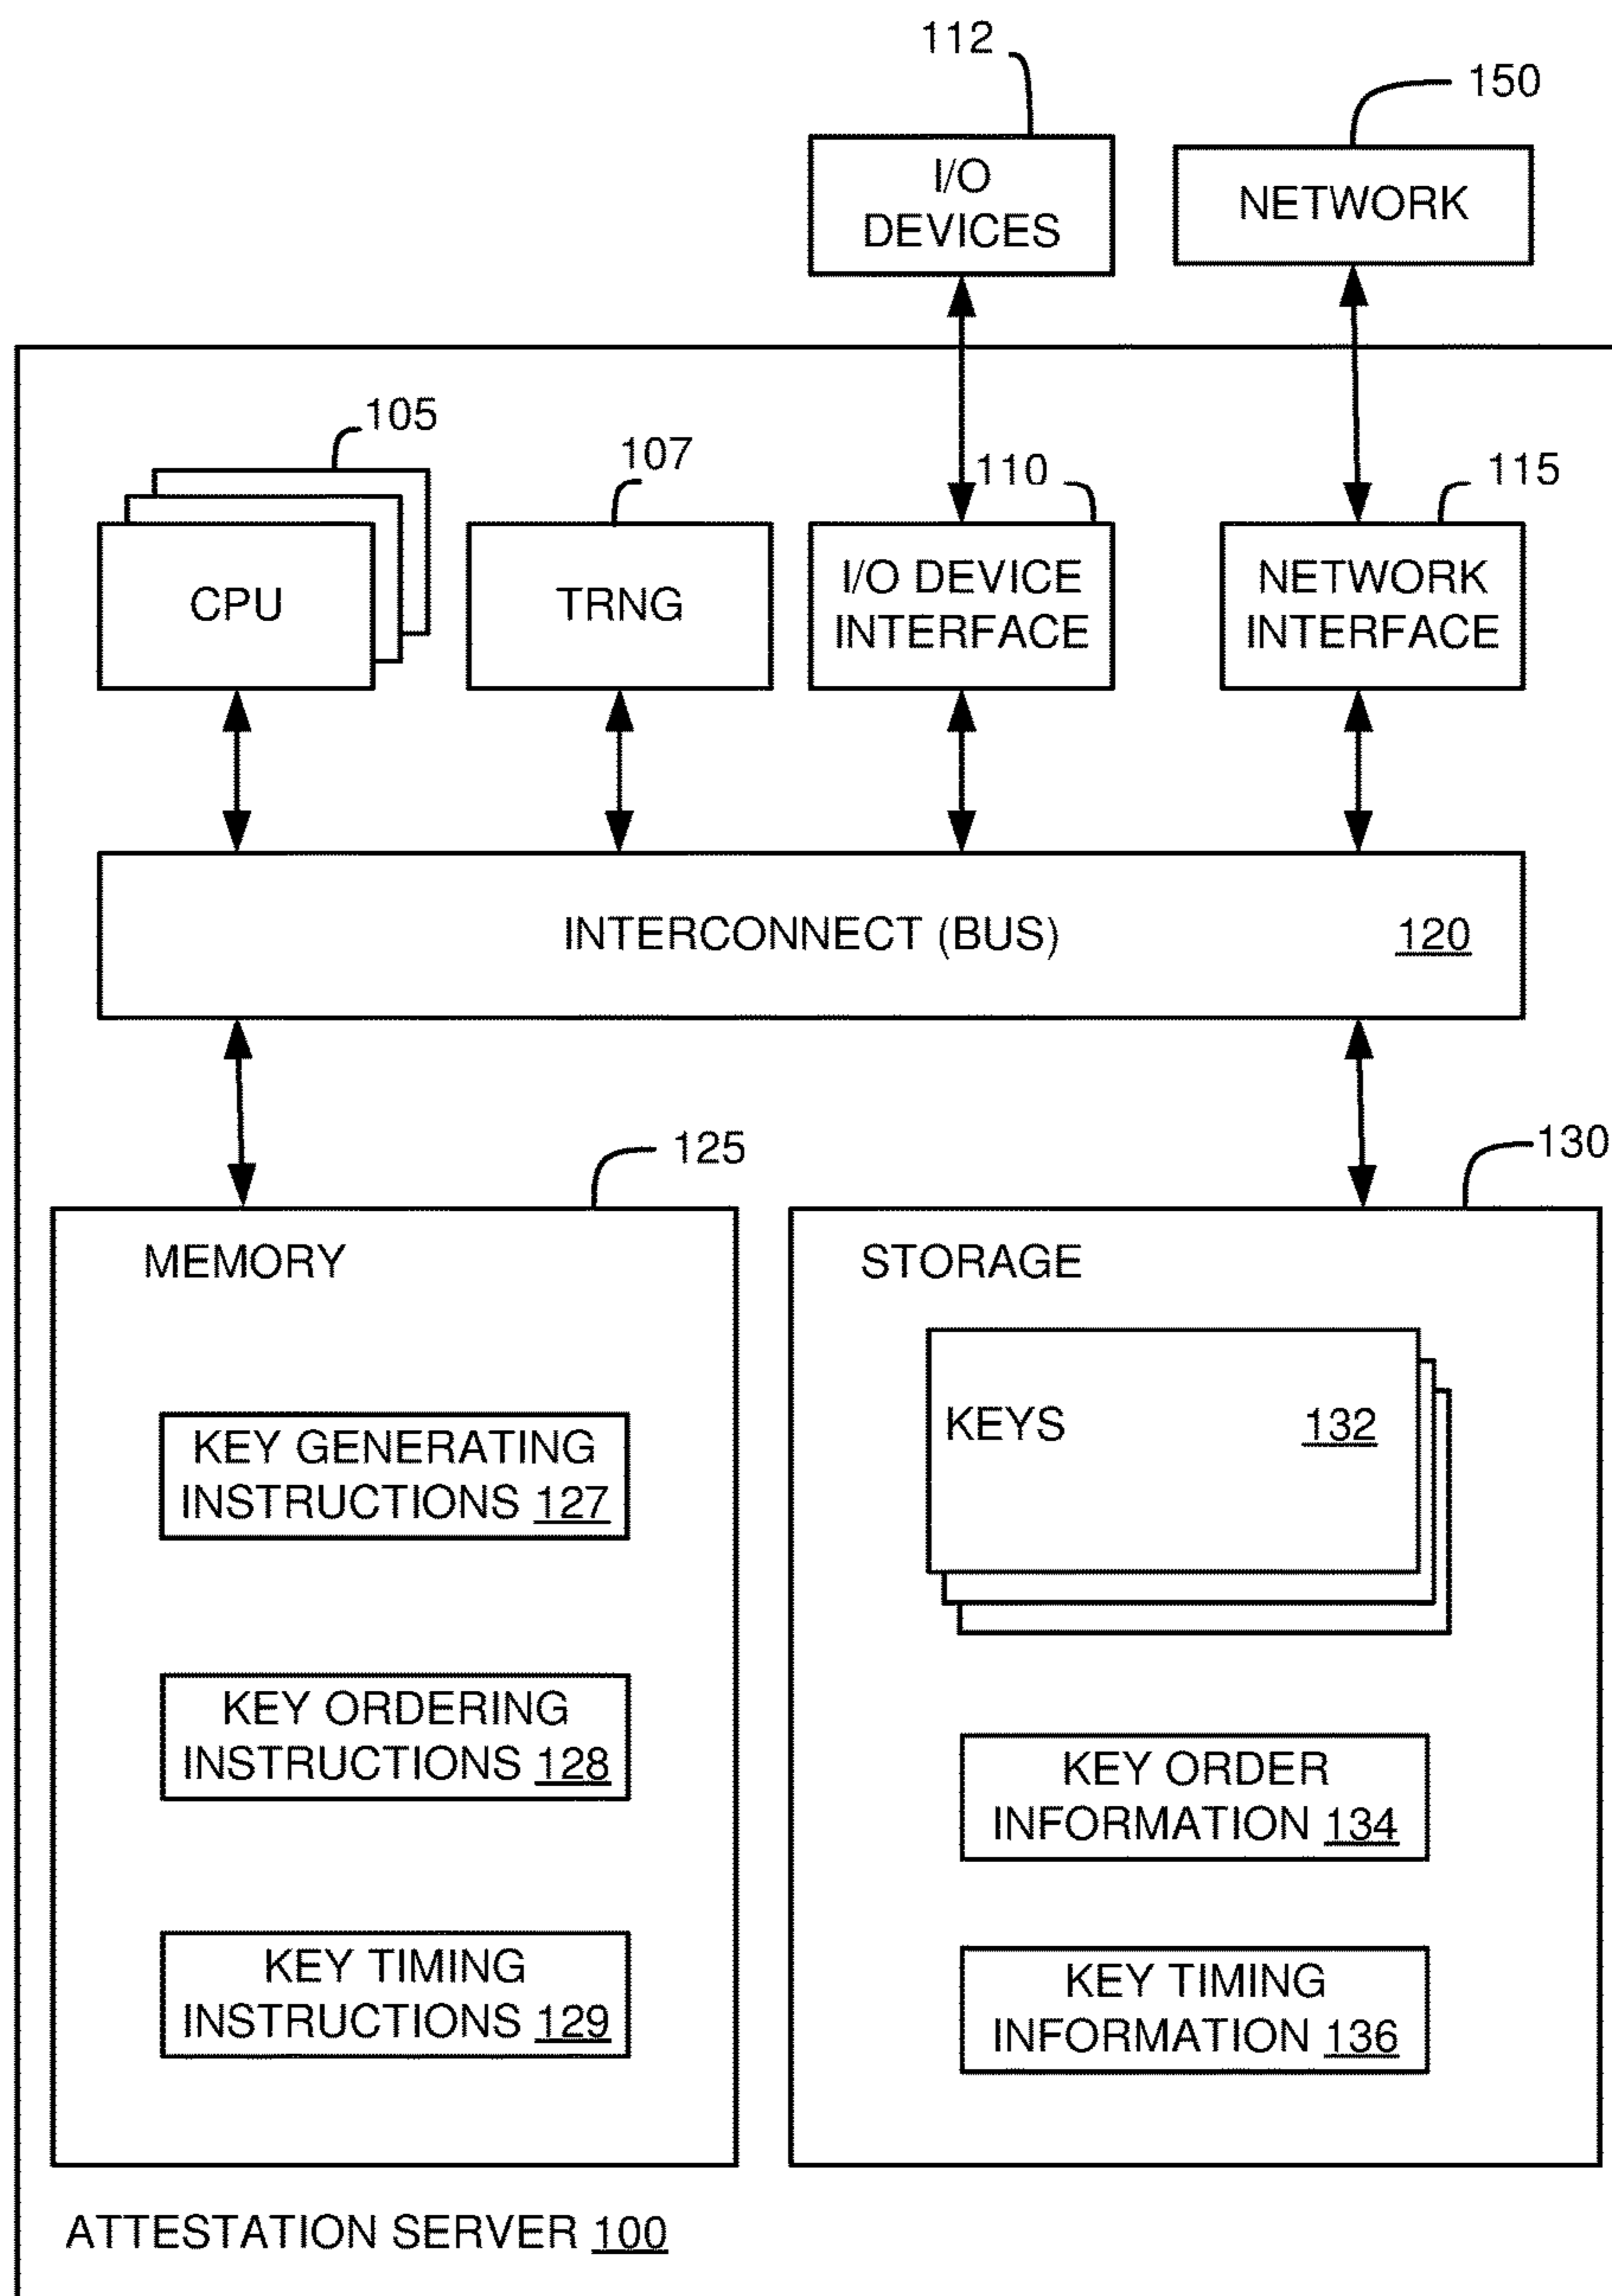 112
150
I/O
DEVICES
NETWORK
105
107
110
115
CPU
TRNG
I/O DEVICE
INTERFACE
NETWORK
INTERFACE
INTERCONNECT (BUS) 120
125
130
MEMORY
KEY GENERATING
INSTRUCTIONS 127
KEY ORDERING
INSTRUCTIONS 128
KEY TIMING
INSTRUCTIONS 129
STORAGE
KEYS 132
KEY ORDER
INFORMATION 134
KEY TIMING
INFORMATION 136
ATTESTATION SERVER 100